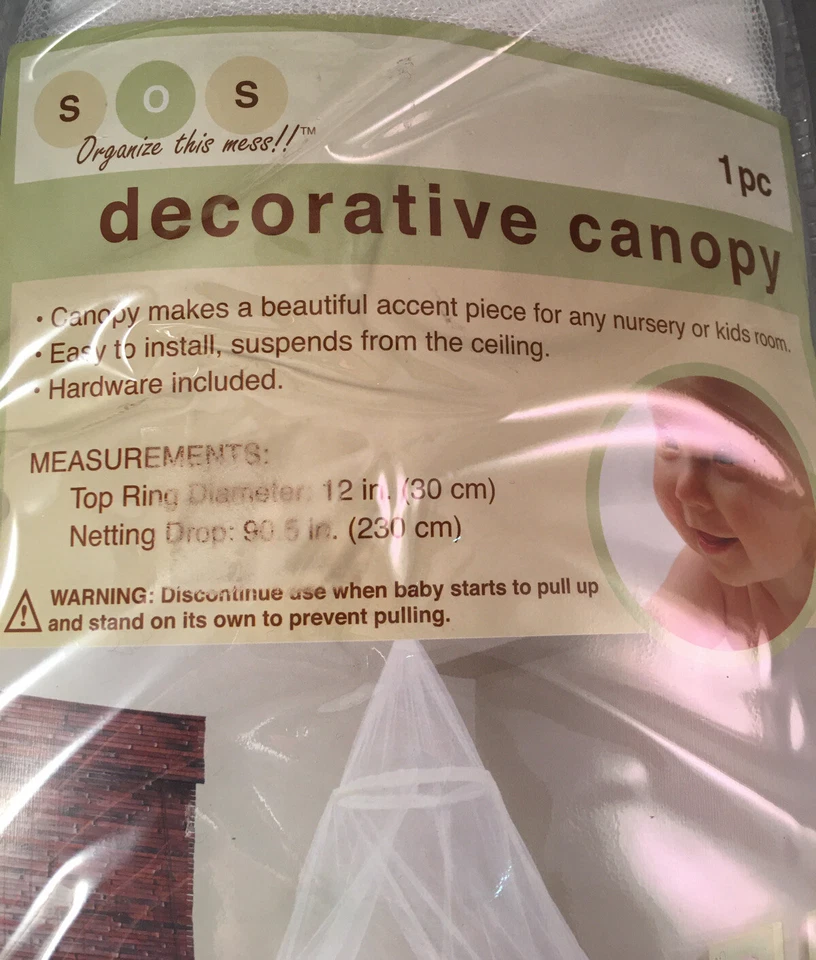 S O S
Organize this mess!!™
1 pc
decorative canopy
• Canopy makes a beautiful accent piece for any nursery or kids room.
• Easy to install, suspends from the ceiling.
• Hardware included.
MEASUREMENTS:
Top Ring Diameter: 12 in. (30 cm)
Netting Drop: 90.5 in. (230 cm)
WARNING: Discontinue use when baby starts to pull up
and stand on its own to prevent pulling.